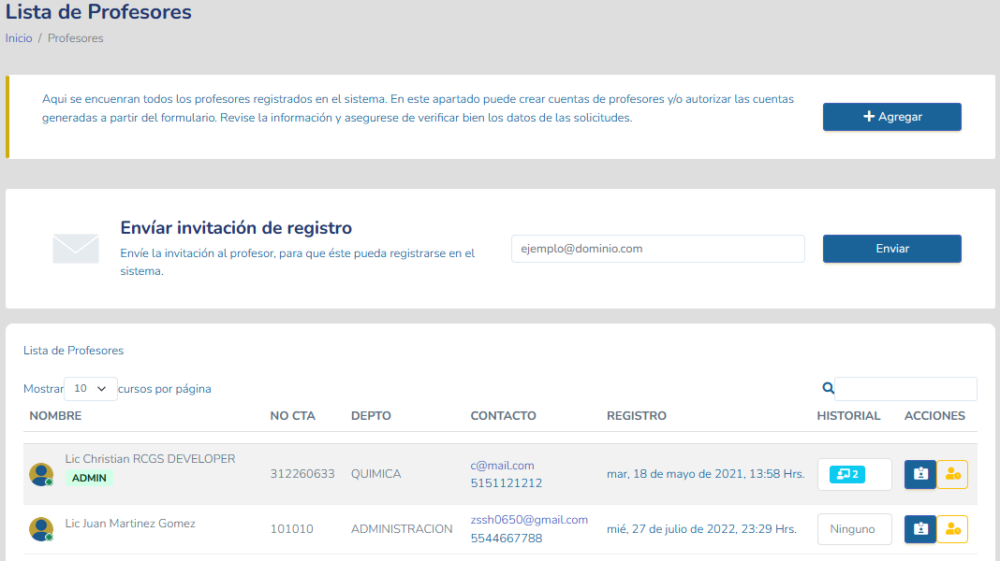 Lista de Profesores
Inicio / Profesores
Aqui se encuenran todos los profesores registrados en el sistema. En este apartado puede crear cuentas de profesores y/o autorizar las cuentas
generadas a partir del formulario. Revise la información y asegurese de verificar bien los datos de las solicitudes.
+ Agregar
Envíar invitación de registro
Envíe la invitación al profesor, para que éste pueda registrarse en el
sistema.
ejemplo@dominio.com
Enviar
Lista de Profesores
Mostrar 10 cursos por página
NOMBRE NO CTA DEPTO CONTACTO REGISTRO HISTORIAL ACCIONES
Lic Christian RCGS DEVELOPER
ADMIN
312260633 QUIMICA
c@mail.com
5151121212
mar, 18 de mayo de 2021, 13:58 Hrs.
2
Lic Juan Martinez Gomez
101010 ADMINISTRACION
zssh0650@gmail.com
5544667788
mié, 27 de julio de 2022, 23:29 Hrs.
Ninguno